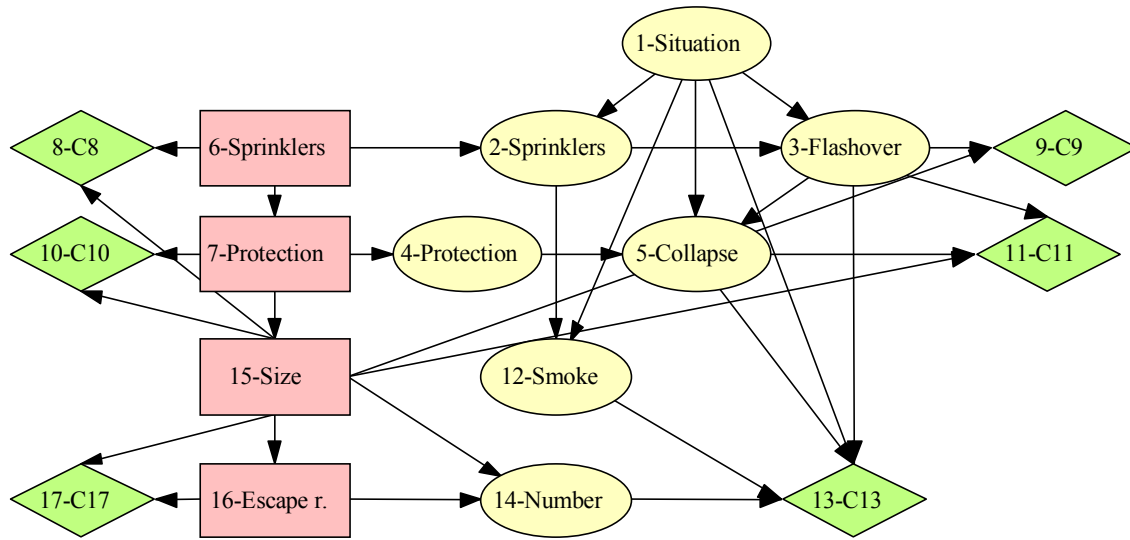 1-Situation
8-C8
6-Sprinklers
2-Sprinklers
3-Flashover
9-C9
10-C10
7-Protection
4-Protection
5-Collapse
11-C11
15-Size
12-Smoke
17-C17
16-Escape r.
14-Number
13-C13